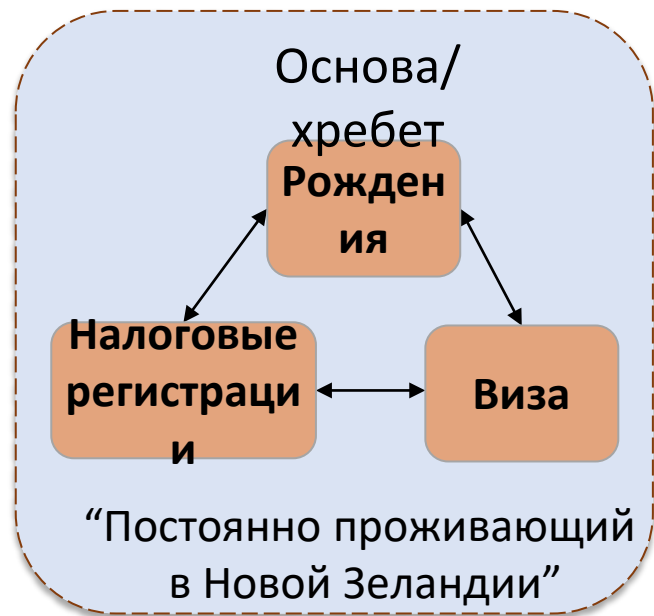 Основа/
хребет
Рожден
ия
Налоговые
регистраци
и
Виза
“Постоянно проживающий
в Новой Зеландии”